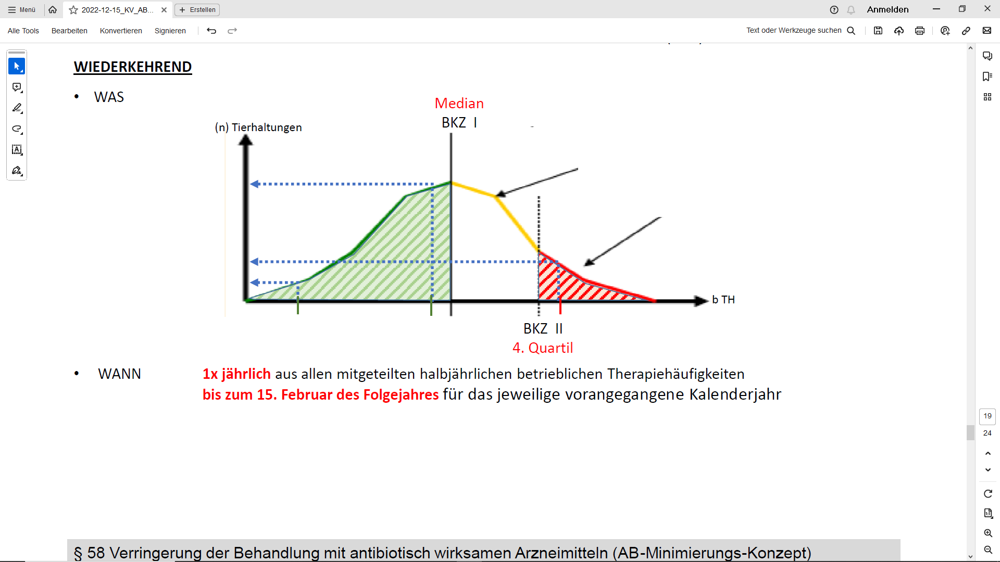 Menü
2022-12-15_KV_AB...
Erstellen
Anmelden
Alle Tools
Bearbeiten
Konvertieren
Signieren
Text oder Werkzeuge suchen
WIEDERKEHREND
• WAS
Median
BKZ I
(n) Tierhaltungen
b TH
BKZ II
4. Quartil
• WANN
1x jährlich aus allen mitgeteilten halbjährlichen betrieblichen Therapiehäufigkeiten
bis zum 15. Februar des Folgejahres für das jeweilige vorangegangene Kalenderjahr
19
24
§ 58 Verringerung der Behandlung mit antibiotisch wirksamen Arzneimitteln (AB-Minimierungs-Konzept)